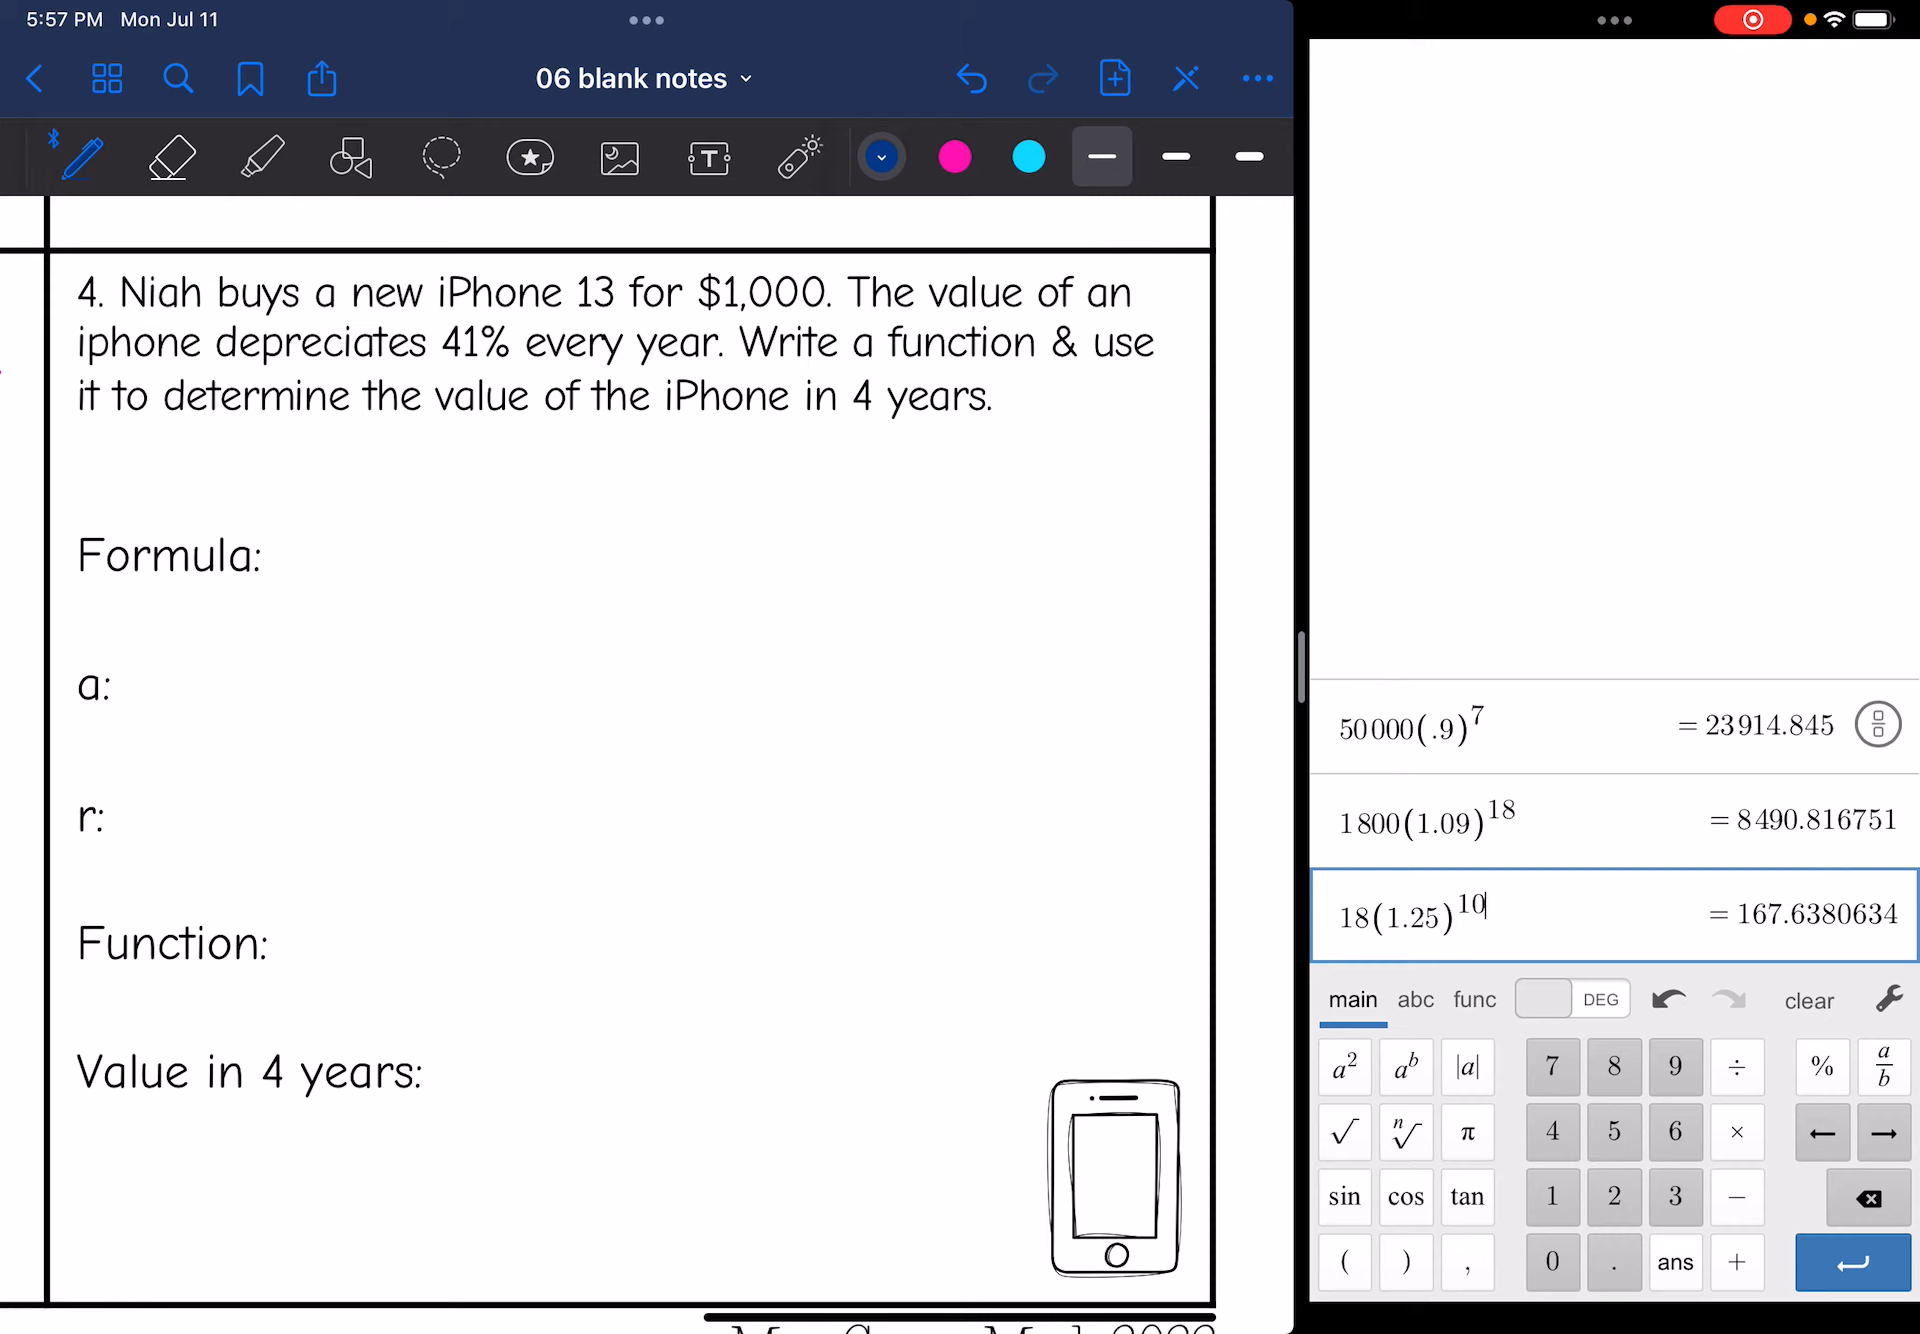 5:57 PM Mon Jul 11
06 blank notes
4. Niah buys a new iPhone 13 for $1,000. The value of an
iphone depreciates 41% every year. Write a function & use
it to determine the value of the iPhone in 4 years.
Formula:
a:
r:
Function:
Value in 4 years:
50000(.9)^7 = 23914.845
1800(1.09)^18 = 8490.816751
18(1.25)^10 = 167.6380634
main abc func DEG clear
a^2 a^b |a| 7 8 9 ÷ % a/b
√ ⁿ√ π 4 5 6 × ← →
sin cos tan 1 2 3 −
( ) , 0 . ans +